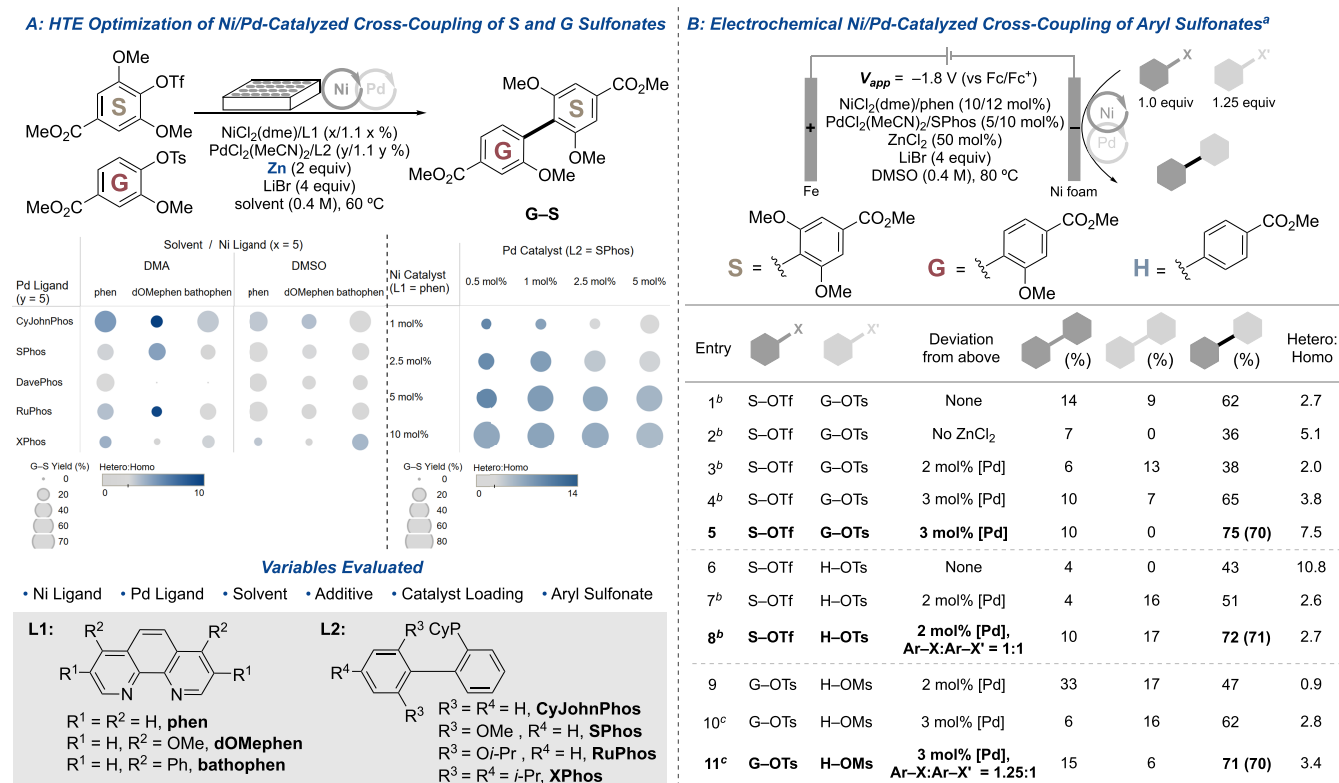 A: HTE Optimization of Ni/Pd-Catalyzed Cross-Coupling of S and G Sulfonates
OMe
OTf
S
MeO₂C
OMe
OTs
G
MeO₂C
OMe
Ni Pd
NiCl₂(dme)/L1 (x/1.1 x %)
PdCl₂(MeCN)₂/L2 (y/1.1 y %)
Zn (2 equiv)
LiBr (4 equiv)
solvent (0.4 M), 60 ºC
MeO
CO₂Me
S
G
OMe
MeO₂C
OMe
G–S
Solvent / Ni Ligand (x = 5)
DMA DMSO
Pd Ligand
(y = 5)
phen dOMephen bathophen phen dOMephen bathophen
CyJohnPhos
SPhos
DavePhos
RuPhos
XPhos
G–S Yield (%)
0
20
40
60
70
Hetero:Homo
0 10
Pd Catalyst (L2 = SPhos)
Ni Catalyst
(L1 = phen)
0.5 mol% 1 mol% 2.5 mol% 5 mol%
1 mol%
2.5 mol%
5 mol%
10 mol%
G–S Yield (%)
0
20
40
60
80
Hetero:Homo
0 14
Variables Evaluated
• Ni Ligand • Pd Ligand • Solvent • Additive • Catalyst Loading • Aryl Sulfonate
L1:
R² R²
R¹ R¹
N N
R¹ = R² = H, phen
R¹ = H, R² = OMe, dOMephen
R¹ = H, R² = Ph, bathophen
L2:
R³ CyP
R⁴
R³
R³ = R⁴ = H, CyJohnPhos
R³ = OMe , R⁴ = H, SPhos
R³ = Oi-Pr , R⁴ = H, RuPhos
R³ = R⁴ = i-Pr, XPhos
B: Electrochemical Ni/Pd-Catalyzed Cross-Coupling of Aryl Sulfonatesᵃ
Vapp = –1.8 V (vs Fc/Fc⁺)
NiCl₂(dme)/phen (10/12 mol%)
PdCl₂(MeCN)₂/SPhos (5/10 mol%)
ZnCl₂ (50 mol%)
LiBr (4 equiv)
DMSO (0.4 M), 80 ºC
+
–
Fe
Ni foam
X X'
1.0 equiv 1.25 equiv
Ni
Pd
S =
MeO
CO₂Me
OMe
G =
CO₂Me
OMe
H =
CO₂Me
Entry X X' Deviation from above (%) (%) (%) Hetero: Homo
1ᵇ S–OTf G–OTs None 14 9 62 2.7
2ᵇ S–OTf G–OTs No ZnCl₂ 7 0 36 5.1
3ᵇ S–OTf G–OTs 2 mol% [Pd] 6 13 38 2.0
4ᵇ S–OTf G–OTs 3 mol% [Pd] 10 7 65 3.8
5 S–OTf G–OTs 3 mol% [Pd] 10 0 75 (70) 7.5
6 S–OTf H–OTs None 4 0 43 10.8
7ᵇ S–OTf H–OTs 2 mol% [Pd] 4 16 51 2.6
8ᵇ S–OTf H–OTs 2 mol% [Pd], Ar–X:Ar–X' = 1:1 10 17 72 (71) 2.7
9 G–OTs H–OMs 2 mol% [Pd] 33 17 47 0.9
10ᶜ G–OTs H–OMs 3 mol% [Pd] 6 16 62 2.8
11ᶜ G–OTs H–OMs 3 mol% [Pd], Ar–X:Ar–X' = 1.25:1 15 6 71 (70) 3.4